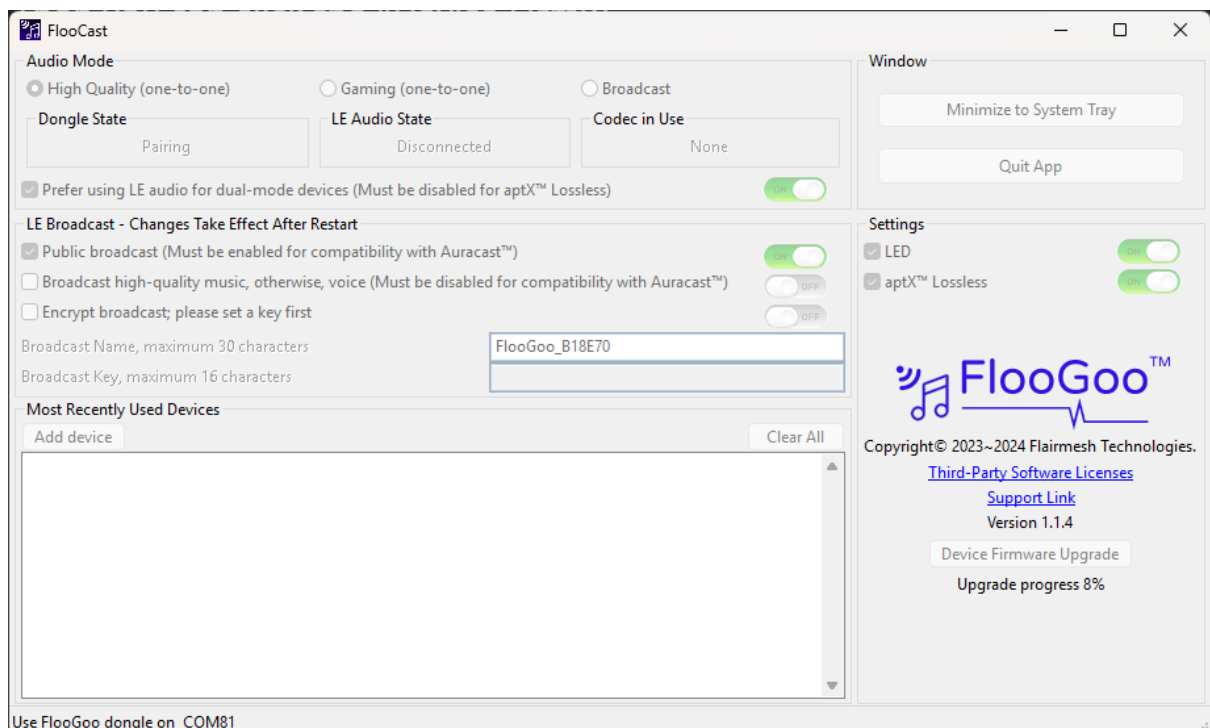 FlooCast
Audio Mode
High Quality (one-to-one)
Gaming (one-to-one)
Broadcast
Dongle State
LE Audio State
Codec in Use
Pairing
Disconnected
None
Prefer using LE audio for dual-mode devices (Must be disabled for aptX™ Lossless)
ON
LE Broadcast - Changes Take Effect After Restart
Public broadcast (Must be enabled for compatibility with Auracast™)
ON
Broadcast high-quality music, otherwise, voice (Must be disabled for compatibility with Auracast™)
OFF
Encrypt broadcast; please set a key first
OFF
Broadcast Name, maximum 30 characters
FlooGoo_B18E70
Broadcast Key, maximum 16 characters
Most Recently Used Devices
Add device
Clear All
Window
Minimize to System Tray
Quit App
Settings
LED
ON
aptX™ Lossless
ON
FlooGoo™
Copyright© 2023~2024 Flairmesh Technologies.
Third-Party Software Licenses
Support Link
Version 1.1.4
Device Firmware Upgrade
Upgrade progress 8%
Use FlooGoo dongle on COM81